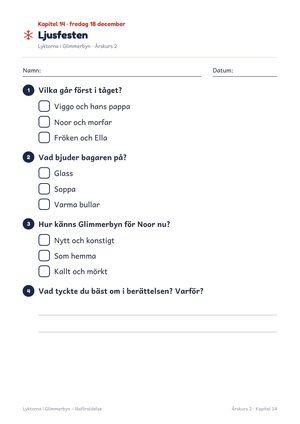 Kapitel 14 · fredag 18 december
Ljusfesten
Lyktorna i Glimmerbyn · Årskurs 2
Namn:
Datum:
1 Vilka går först i tåget?
Viggo och hans pappa
Noor och morfar
Fröken och Ella
2 Vad bjuder bagaren på?
Glass
Soppa
Varma bullar
3 Hur känns Glimmerbyn för Noor nu?
Nytt och konstigt
Som hemma
Kallt och mörkt
4 Vad tyckte du bäst om i berättelsen? Varför?
Lyktorna i Glimmerbyn – läsförståelse
Årskurs 2 · Kapitel 14